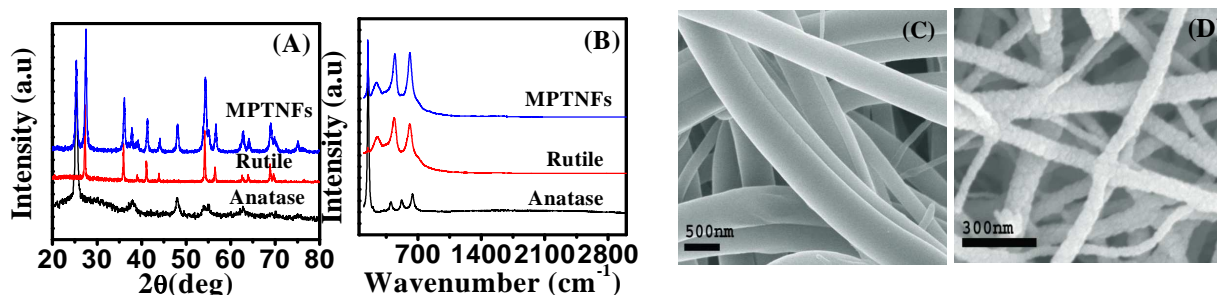 Intensity (a.u)
(A)
MPTNFs
Rutile
Anatase
20 30 40 50 60 70 80
2θ(deg)
Intensity (a.u)
(B)
MPTNFs
Rutile
Anatase
700 1400 2100 2800
Wavenumber (cm-1)
(C)
500nm
(D)
300nm